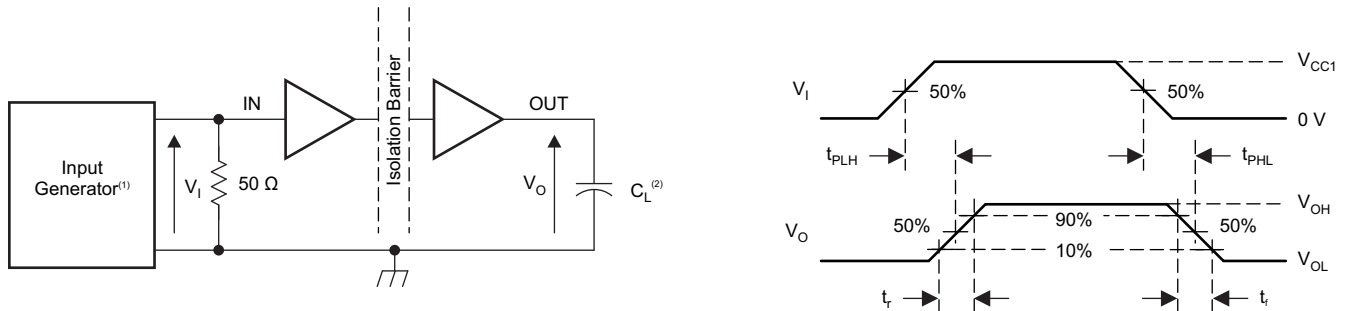 Input
Generator(1)
VI
50 Ω
IN
Isolation Barrier
OUT
VO
CL(2)
VI
50%
50%
VCC1
0 V
tPLH
tPHL
VO
50%
90%
50%
10%
VOH
VOL
tr
tf